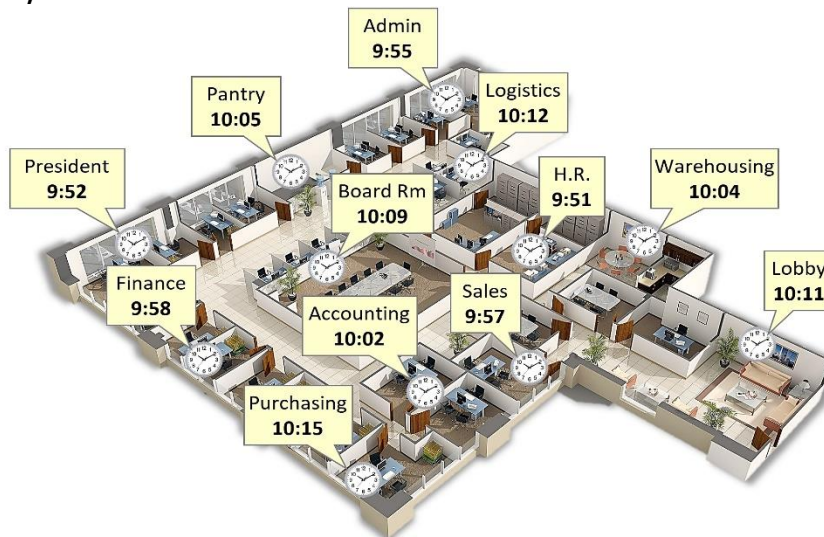 Admin
9:55
Pantry
10:05
Logistics
10:12
President
9:52
Board Rm
10:09
H.R.
9:51
Warehousing
10:04
Finance
9:58
Accounting
10:02
Sales
9:57
Lobby
10:11
Purchasing
10:15